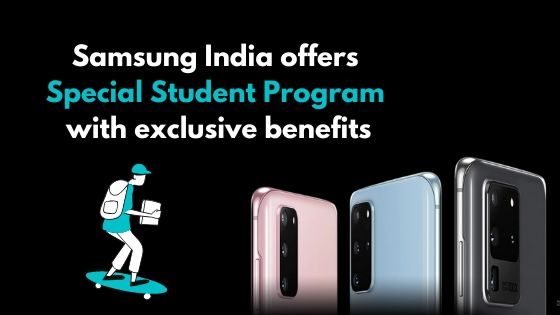 Samsung India offers
Special Student Program
with exclusive benefits